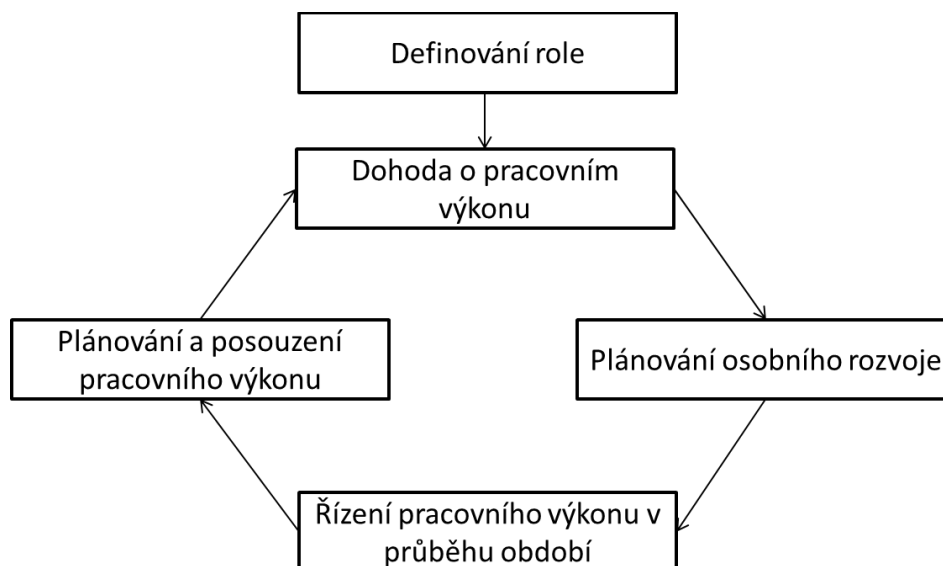 Definování role
Dohoda o pracovním
výkonu
Plánování a posouzení
pracovního výkonu
Plánování osobního rozvoje
Řízení pracovního výkonu v
průběhu období